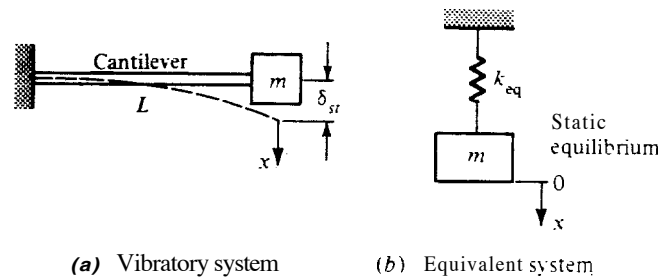 Cantilever
m
L
δst
x
keq
m
Static
equilibrium
0
x
(a) Vibratory system
(b) Equivalent system